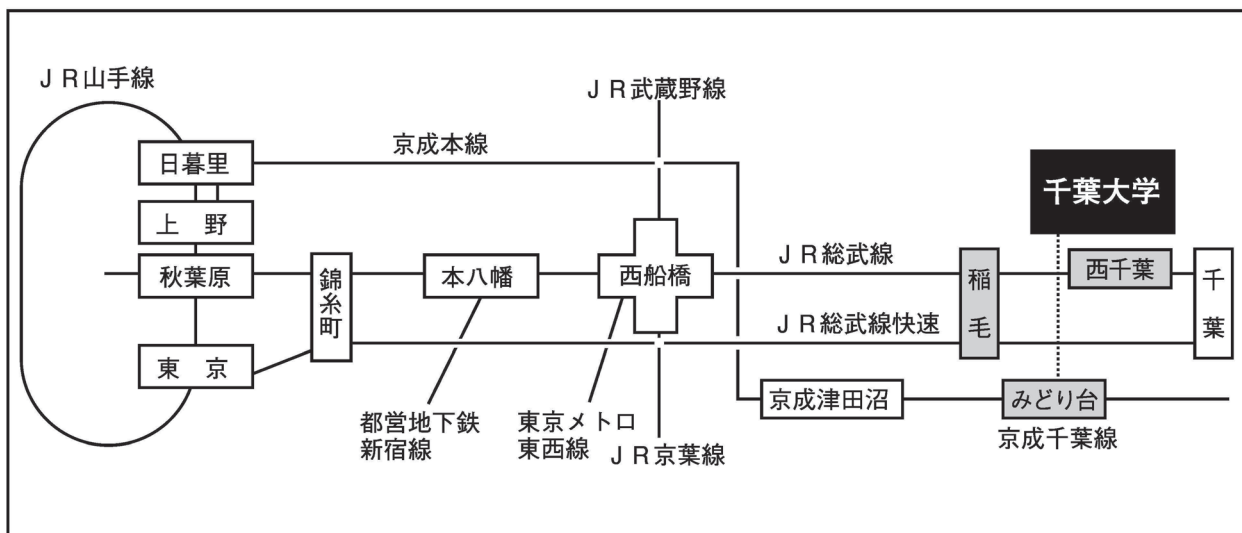 ＪＲ山手線
ＪＲ武蔵野線
京成本線
日暮里
千葉大学
上 野
秋葉原
錦糸町
本八幡
西船橋
ＪＲ総武線
稲毛
西千葉
千葉
ＪＲ総武線快速
東 京
京成津田沼
みどり台
都営地下鉄
新宿線
東京メトロ
東西線
ＪＲ京葉線
京成千葉線